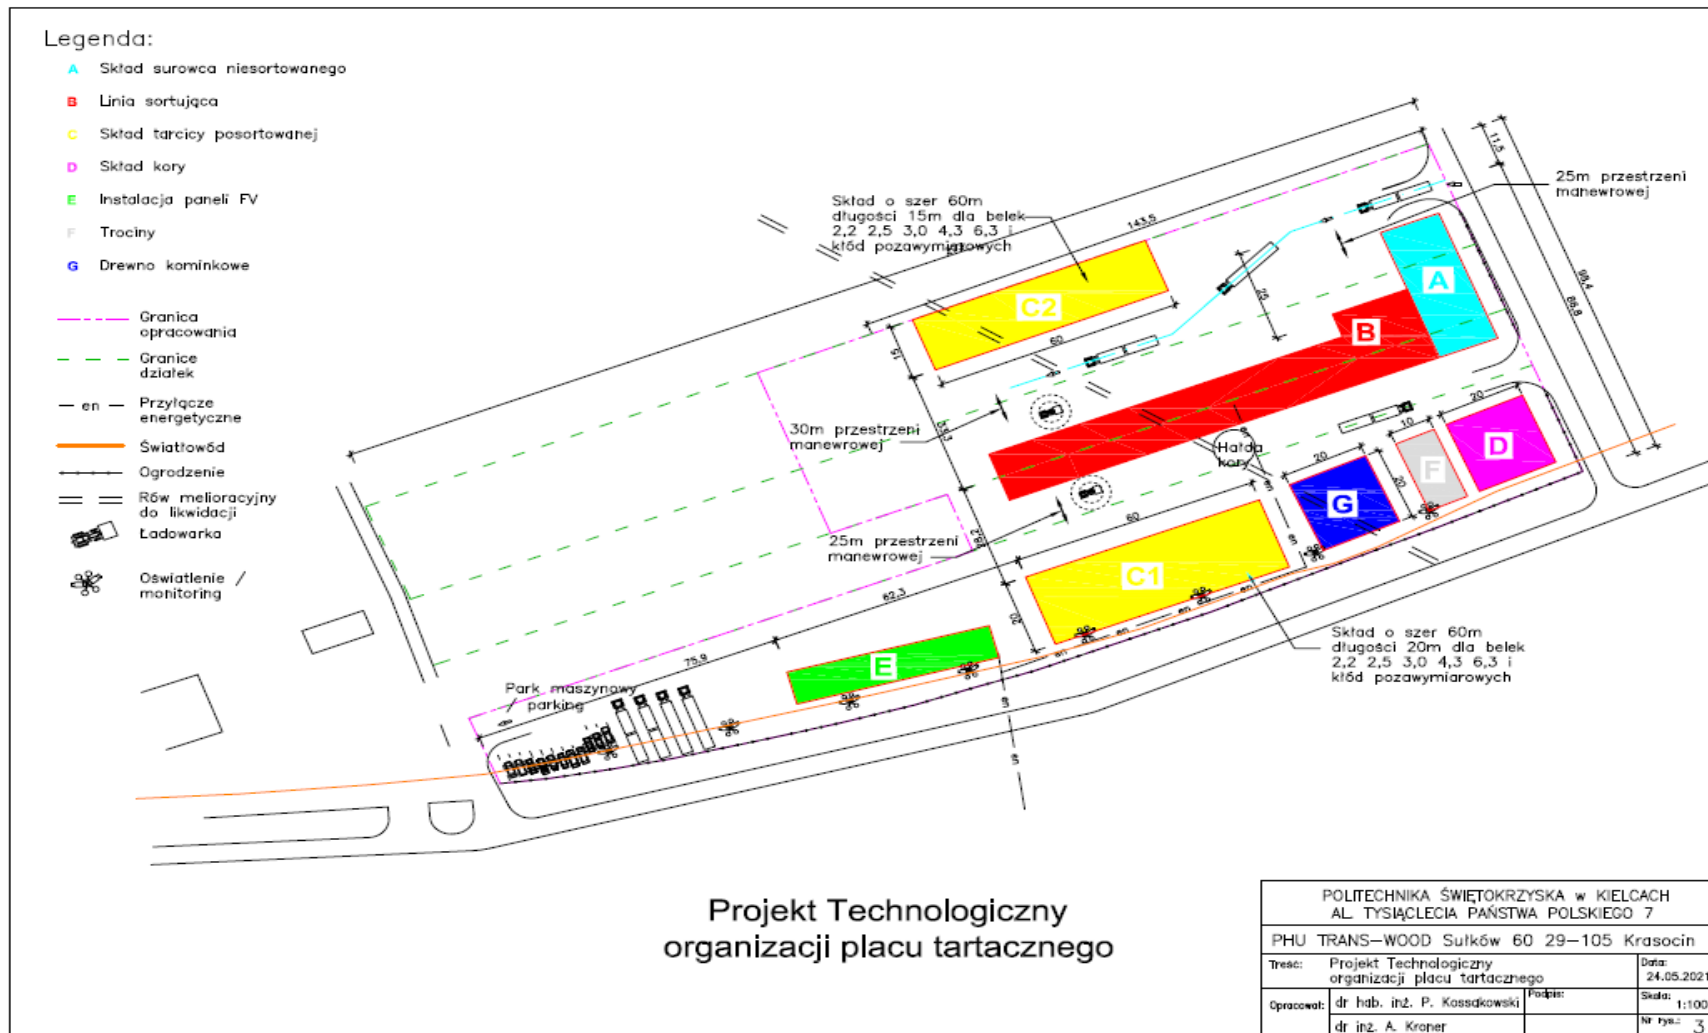 Legenda:
A Skład surowca niesortowanego
B Linia sortująca
C Skład tarcicy posortowanej
D Skład kory
E Instalacja paneli FV
F Trociny
G Drewno kominkowe
Granica
opracowania
Granice
działek
en Przyłącze
energetyczne
Światłowód
Ogrodzenie
Rów melioracyjny
do likwidacji
Ładowarka
Oświetlenie /
monitoring
Skład o szer 60m
długości 15m dla belek
2,2 2,5 3,0 4,3 6,3 i
kłód pozawymiarowych
143,5
11,5
25m przestrzeni
manewrowej
98,4
86,8
A
B
C2
25
60
15
30m przestrzeni
manewrowej
Hałda
kory
en
en
20
10
20
20
D
F
G
25m przestrzeni
manewrowej
60
C1
en
en
en
en
20
62,3
75,9
E
en
en
Park maszynowy
parking
Skład o szer 60m
długości 20m dla belek
2,2 2,5 3,0 4,3 6,3 i
kłód pozawymiarowych
Projekt Technologiczny
organizacji placu tartacznego
POLITECHNIKA ŚWIĘTOKRZYSKA w KIELCACH
AL. TYSIĄCLECIA PAŃSTWA POLSKIEGO 7
PHU TRANS-WOOD Sułków 60 29-105 Krasocin
Treść: Projekt Technologiczny
organizacji placu tartacznego
Data:
24.05.2021
Opracował: dr hab. inż. P. Kossakowski
Podpis:
Skala:
1:100
dr inż. A. Kroner
Nr rys.: 3